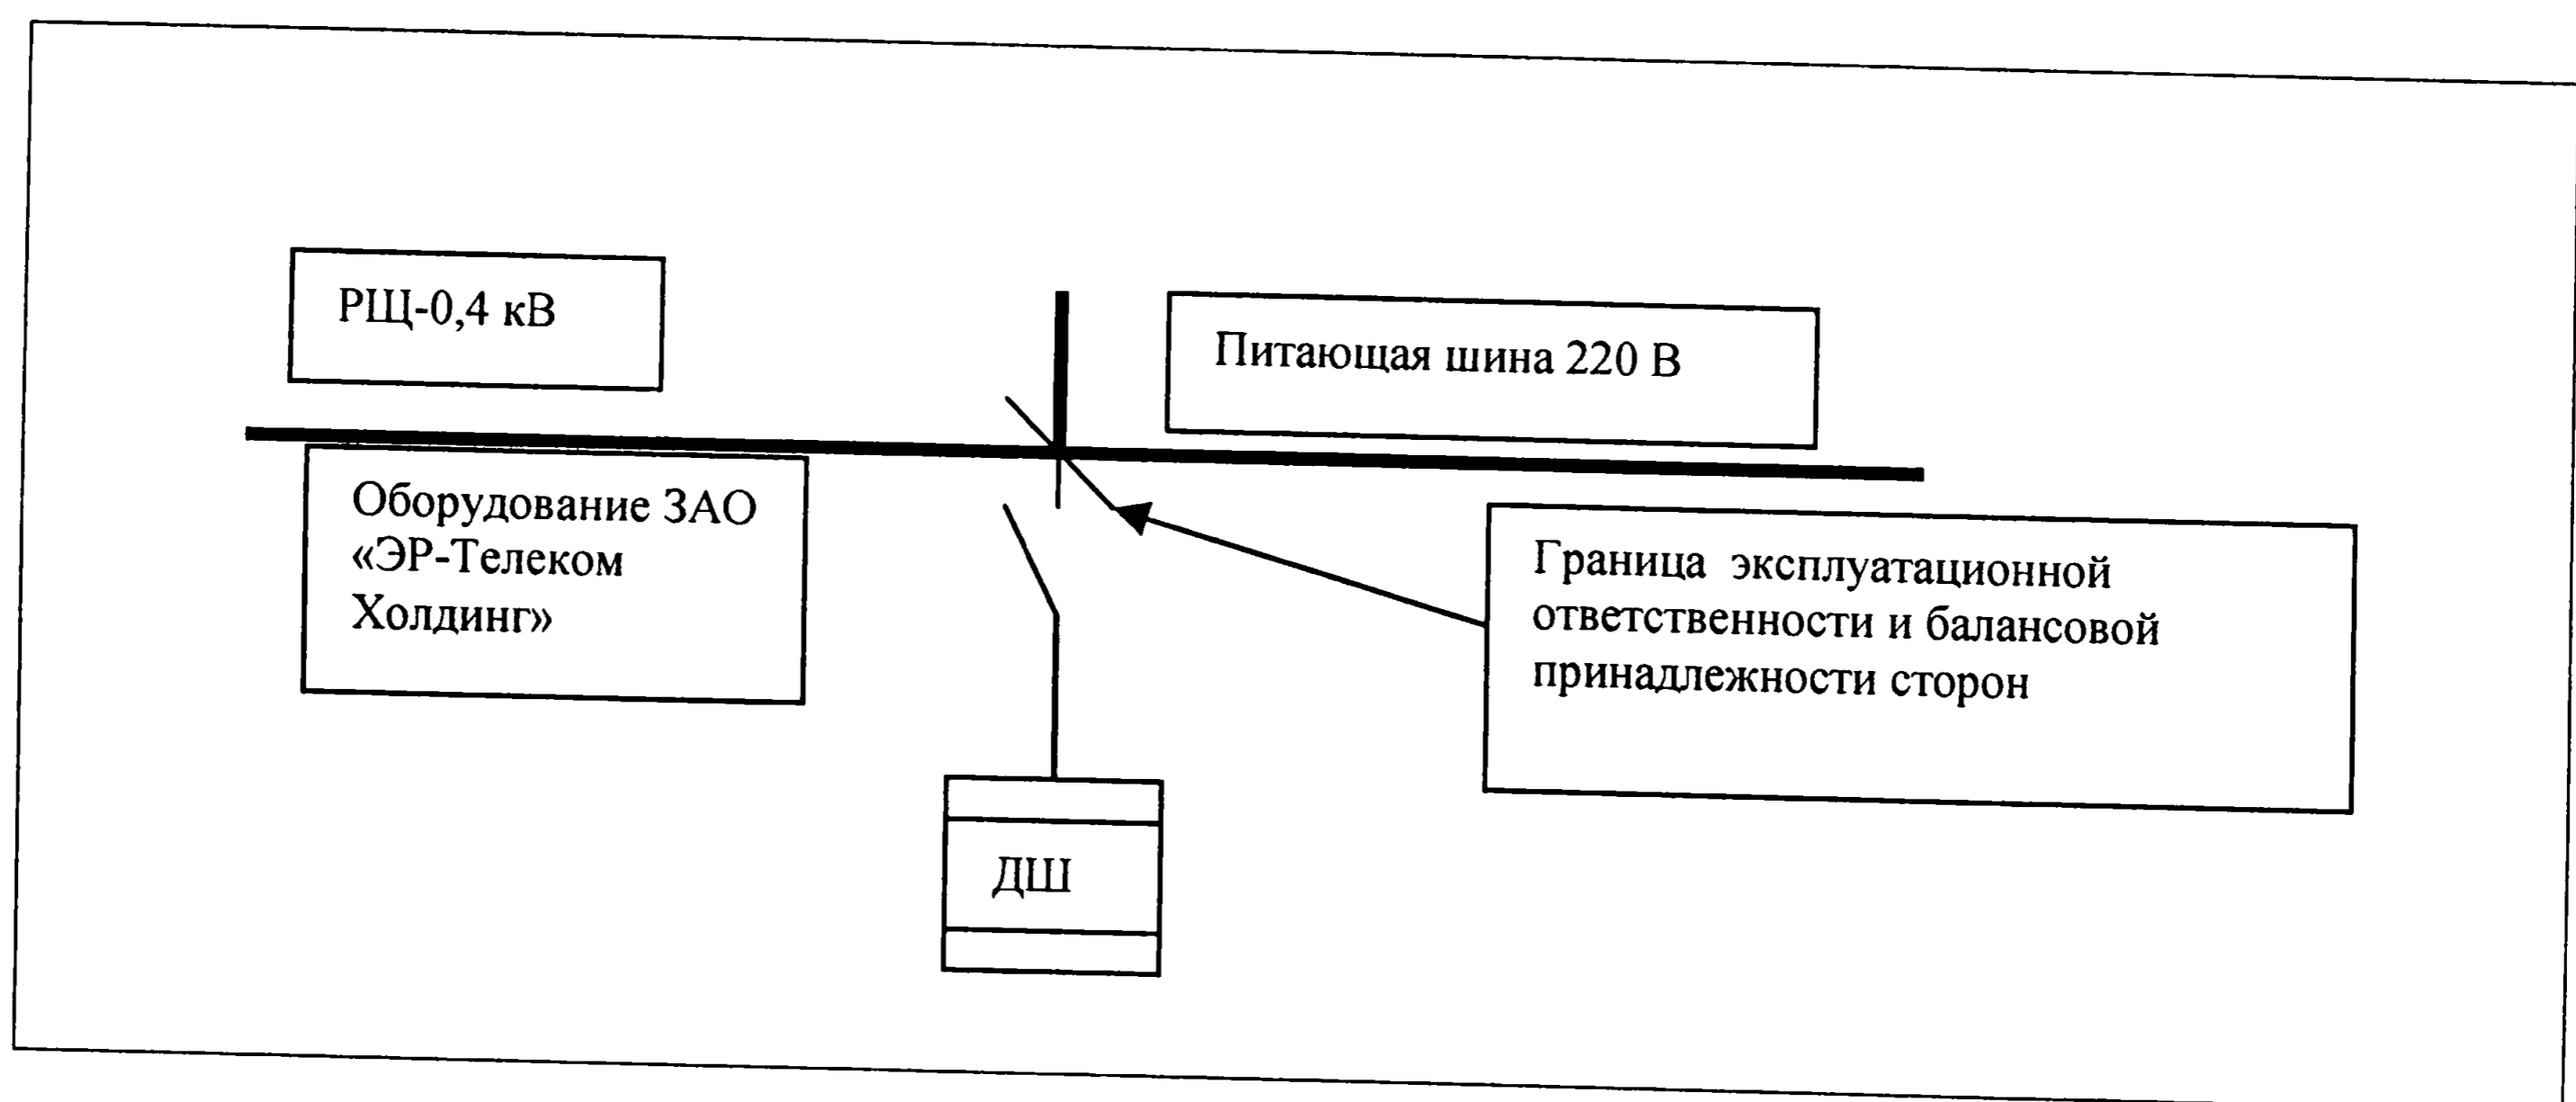 РЩ-0,4 кВ
Питающая шина 220 В
Оборудование ЗАО
«ЭР-Телеком
Холдинг»
Граница эксплуатационной
ответственности и балансовой
принадлежности сторон
ДШ